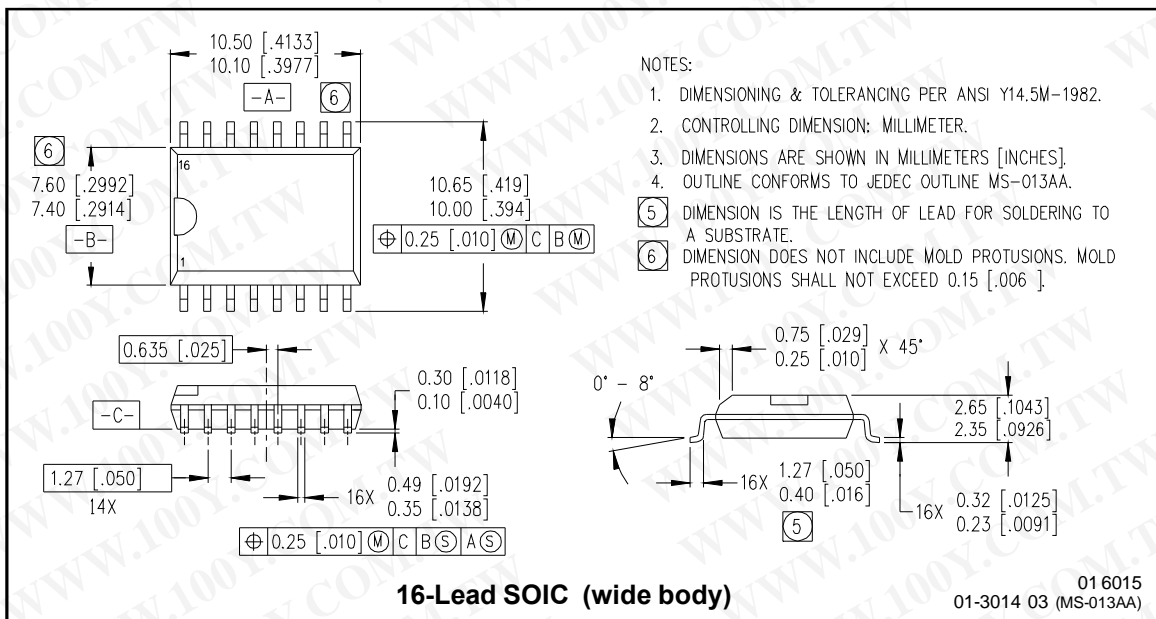 10.50 [.4133]
10.10 [.3977]
-A-
6
6
7.60 [.2992]
7.40 [.2914]
-B-
16
1
10.65 [.419]
10.00 [.394]
⌖ 0.25 [.010] Ⓜ C B Ⓜ
NOTES:
1. DIMENSIONING & TOLERANCING PER ANSI Y14.5M-1982.
2. CONTROLLING DIMENSION: MILLIMETER.
3. DIMENSIONS ARE SHOWN IN MILLIMETERS [INCHES].
4. OUTLINE CONFORMS TO JEDEC OUTLINE MS-013AA.
5 DIMENSION IS THE LENGTH OF LEAD FOR SOLDERING TO
A SUBSTRATE.
6 DIMENSION DOES NOT INCLUDE MOLD PROTUSIONS. MOLD
PROTUSIONS SHALL NOT EXCEED 0.15 [.006 ].
0.635 [.025]
-C-
0.30 [.0118]
0.10 [.0040]
1.27 [.050]
14X
16X
0.49 [.0192]
0.35 [.0138]
⌖ 0.25 [.010] Ⓜ C B Ⓢ A Ⓢ
0.75 [.029]
0.25 [.010]
X 45°
0° - 8°
2.65 [.1043]
2.35 [.0926]
16X
1.27 [.050]
0.40 [.016]
5
16X
0.32 [.0125]
0.23 [.0091]
16-Lead SOIC (wide body)
01 6015
01-3014 03 (MS-013AA)
WWW.100Y.COM.TW